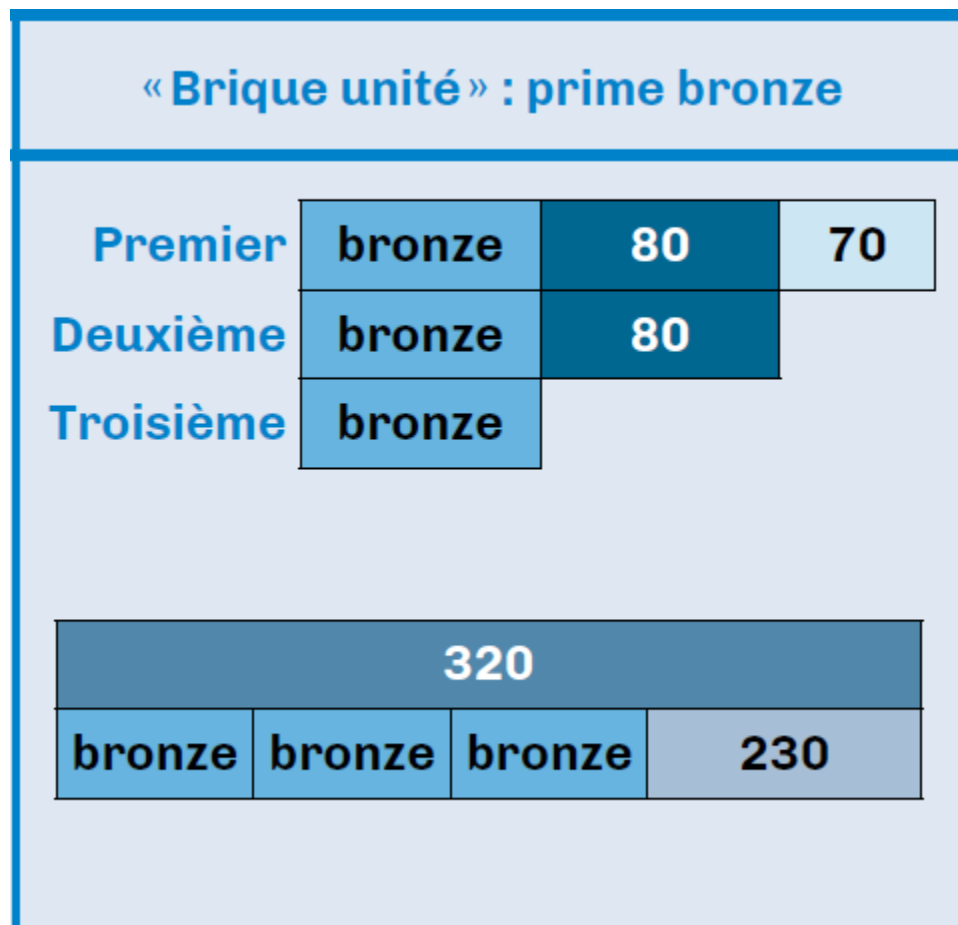 « Brique unité » : prime bronze
Premier bronze 80 70
Deuxième bronze 80
Troisième bronze
320
bronze bronze bronze 230